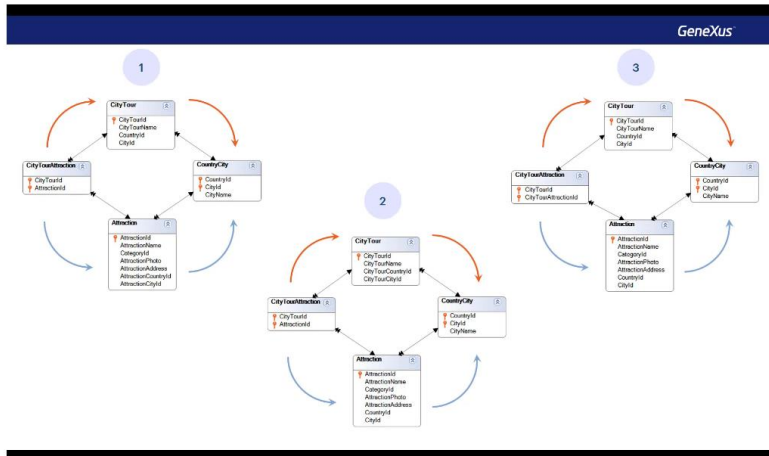 GeneXus
1
CityTour
CityTourId
CityTourName
CountryId
CityId
CityTourAttraction
CityTourId
AttractionId
CountryCity
CountryId
CityId
CityName
Attraction
AttractionId
AttractionName
CategoryId
AttractionPhoto
AttractionAddress
AttractionCountryId
AttractionCityId
2
CityTour
CityTourId
CityTourName
CityTourCountryId
CityTourCityId
CityTourAttraction
CityTourId
AttractionId
CountryCity
CountryId
CityId
CityName
Attraction
AttractionId
AttractionName
CategoryId
AttractionPhoto
AttractionAddress
CountryId
CityId
3
CityTour
CityTourId
CityTourName
CountryId
CityId
CityTourAttraction
CityTourId
CityTourAttractionId
CountryCity
CountryId
CityId
CityName
Attraction
AttractionId
AttractionName
CategoryId
AttractionPhoto
AttractionAddress
CountryId
CityId